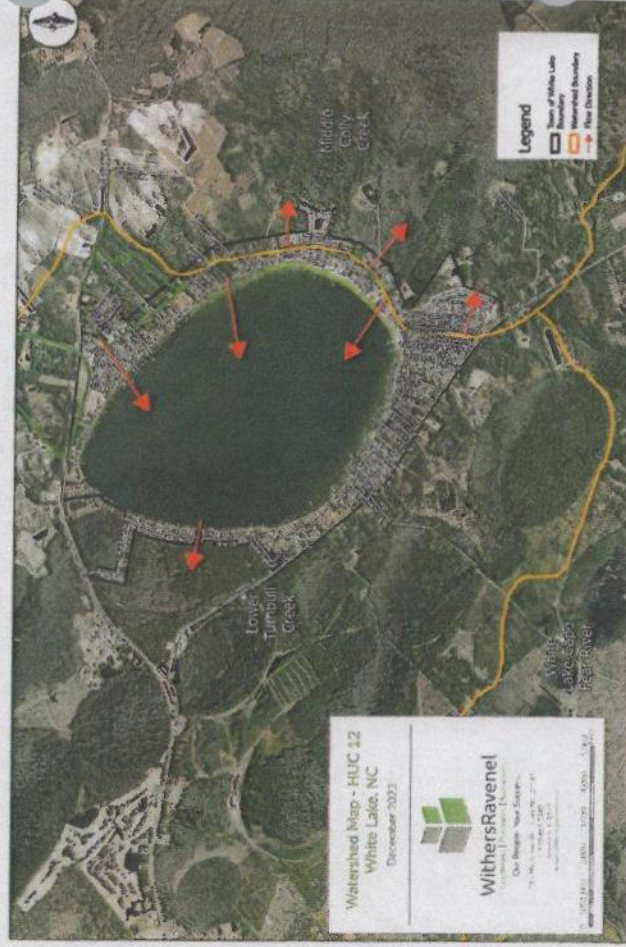 Legend
Town of White Lake
Boundary
Watershed Boundary
Flow Direction
Middle
Colly
Creek
Lower
Turnbull
Creek
White
Lake-Cape
Fear River
Watershed Map - HUC 12
White Lake, NC
December 2023
WithersRavenel
Our People. Your Success.